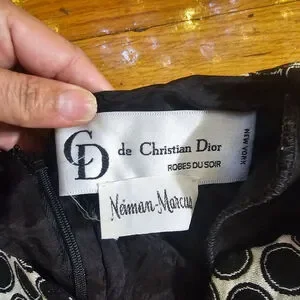 CD de Christian Dior
ROBES DU SOIR
NEW YORK
Neiman-Marcus